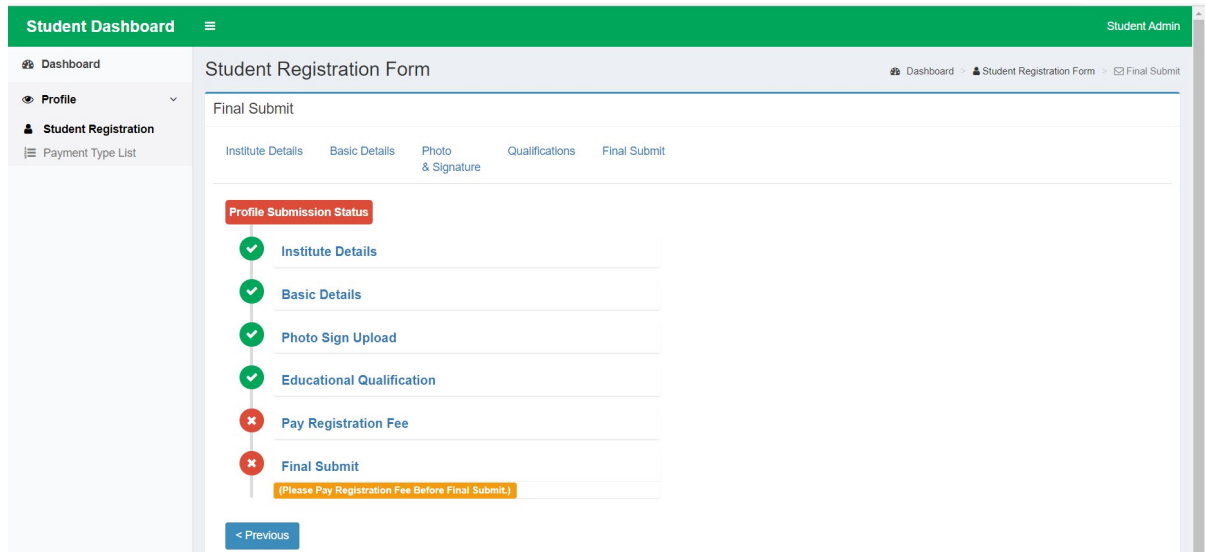 Student Dashboard
Student Admin
Dashboard
Profile
Student Registration
Payment Type List
Student Registration Form
Dashboard > Student Registration Form > Final Submit
Final Submit
Institute Details Basic Details Photo Qualifications Final Submit
& Signature
Profile Submission Status
Institute Details
Basic Details
Photo Sign Upload
Educational Qualification
Pay Registration Fee
Final Submit
(Please Pay Registration Fee Before Final Submit.)
< Previous